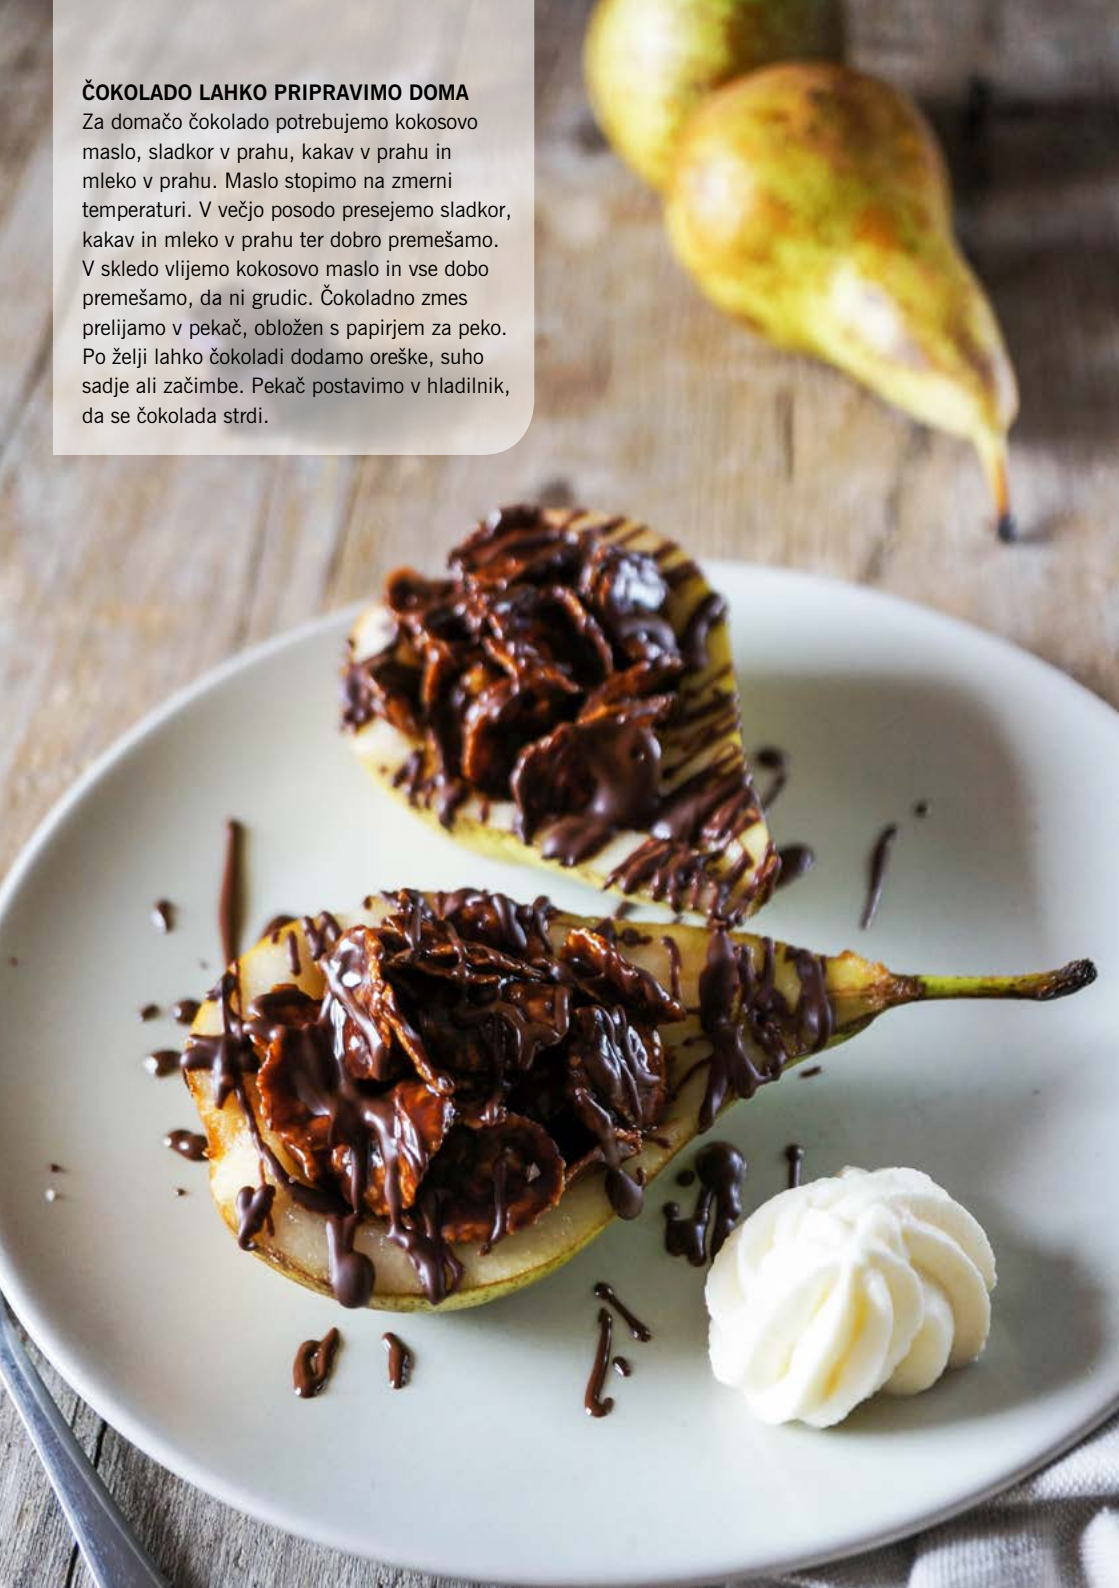 ČOKOLADO LAHKO PRIPRAVIMO DOMA
Za domačo čokolado potrebujemo kokosovo
maslo, sladkor v prahu, kakav v prahu in
mleko v prahu. Maslo stopimo na zmerni
temperaturi. V večjo posodo presejemo sladkor,
kakav in mleko v prahu ter dobro premešamo.
V skledo vlijemo kokosovo maslo in vse dobo
premešamo, da ni grudic. Čokoladno zmes
prelijamo v pekač, obložen s papirjem za peko.
Po želji lahko čokoladi dodamo oreške, suho
sadje ali začimbe. Pekač postavimo v hladilnik,
da se čokolada strdi.